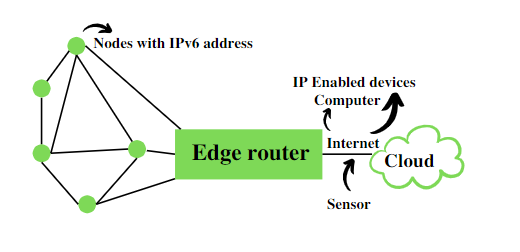 Nodes with IPv6 address
IP Enabled devices
Computer
Internet
Edge router
Cloud
Sensor